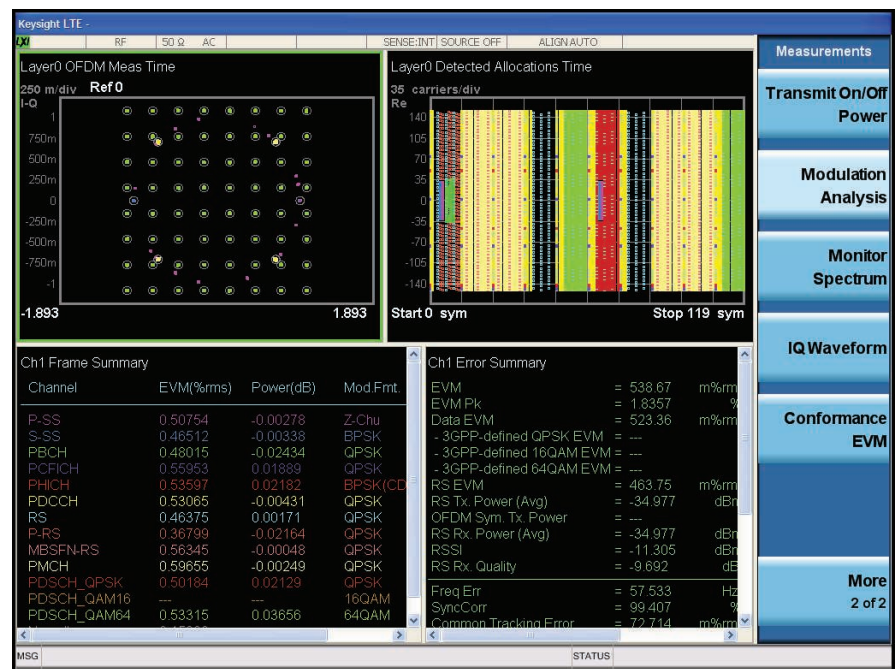 Keysight LTE -
LXI RF 50 Ω AC SENSE:INT SOURCE OFF ALIGN AUTO
Layer0 OFDM Meas Time
250 m/div Ref 0
I-Q
1
750m
500m
250m
0
-250m
-500m
-750m
-1
-1.893 1.893
Layer0 Detected Allocations Time
35 carriers/div
Re
140
105
70
35
0
-35
-70
-105
-140
Start 0 sym Stop 119 sym
Ch1 Frame Summary
Channel EVM(%rms) Power(dB) Mod.Fmt.
P-SS 0.50754 -0.00278 Z-Chu
S-SS 0.46512 -0.00338 BPSK
PBCH 0.48015 -0.02434 QPSK
PCFICH 0.55953 0.01889 QPSK
PHICH 0.53597 0.02182 BPSK(CD
PDCCH 0.53065 -0.00431 QPSK
RS 0.46375 0.00171 QPSK
P-RS 0.36799 -0.02164 QPSK
MBSFN-RS 0.56345 -0.00048 QPSK
PMCH 0.59655 -0.00249 QPSK
PDSCH_QPSK 0.50184 0.02129 QPSK
PDSCH_QAM16 --- --- 16QAM
PDSCH_QAM64 0.53315 0.03656 64QAM
Ch1 Error Summary
EVM = 538.67 m%rm
EVM Pk = 1.8357 %
Data EVM = 523.36 m%rm
- 3GPP-defined QPSK EVM = ---
- 3GPP-defined 16QAM EVM = ---
- 3GPP-defined 64QAM EVM = ---
RS EVM = 463.75 m%rm
RS Tx. Power (Avg) = -34.977 dBn
OFDM Sym. Tx. Power = ---
RS Rx. Power (Avg) = -34.977 dBn
RSSI = -11.305 dBn
RS Rx. Quality = -9.692 dB
Freq Err = 57.533 Hz
SyncCorr = 99.407 %
Common Tracking Error = 72.714 m%rm
MSG STATUS
Measurements
Transmit On/Off
Power
Modulation
Analysis
Monitor
Spectrum
IQ Waveform
Conformance
EVM
More
2 of 2